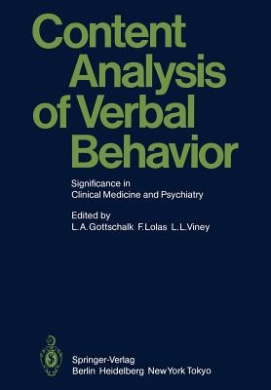 Content
Analysis
of Verbal
Behavior
Significance in
Clinical Medicine and Psychiatry
Edited by
L.A.Gottschalk F.Lolas L.L.Viney
Springer-Verlag
Berlin Heidelberg New York Tokyo